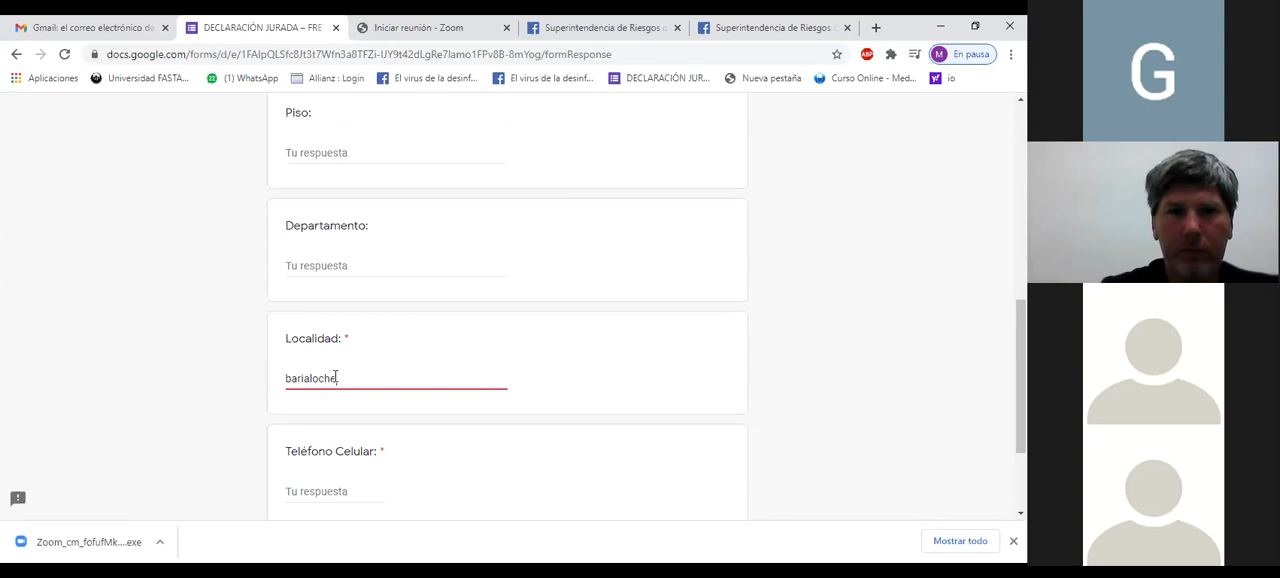 Gmail: el correo electrónico de
DECLARACIÓN JURADA – FRE
Iniciar reunión - Zoom
Superintendencia de Riesgos d
Superintendencia de Riesgos d
docs.google.com/forms/d/e/1FAIpQLSfc8Jt3t7Wfn3a8TFZi-UY9t42dLgRe7lamo1FPv8B-8mYog/formResponse
ABP
M En pausa
Aplicaciones
Universidad FASTA...
22 (1) WhatsApp
Allianz : Login
El virus de la desinf...
El virus de la desinf...
DECLARACIÓN JUR...
Nueva pestaña
Curso Online - Med...
io
G
Piso:
Tu respuesta
Departamento:
Tu respuesta
Localidad: *
barialoche
Teléfono Celular: *
Tu respuesta
Zoom_cm_fofufMk....exe
Mostrar todo